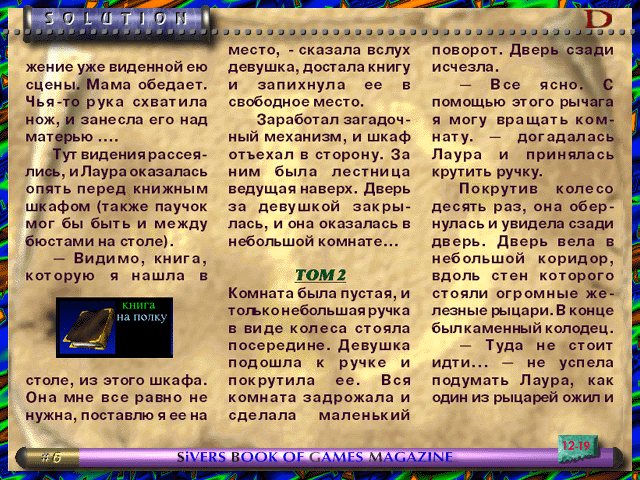 SOLUTION
D
жение уже виденной ею
сцены. Мама обедает.
Чья-то рука схватила
нож, и занесла его над
матерью ....
Тут видения рассея-
лись, и Лаура оказалась
опять перед книжным
шкафом (также паучок
мог бы быть и между
бюстами на столе).
— Видимо, книга,
которую я нашла в
книга
на полку
столе, из этого шкафа.
Она мне все равно не
нужна, поставлю я ее на
место, - сказала вслух
девушка, достала книгу
и запихнула ее в
свободное место.
Заработал загадоч-
ный механизм, и шкаф
отъехал в сторону. За
ним была лестница
ведущая наверх. Дверь
за девушкой закры-
лась, и она оказалась в
небольшой комнате...
ТОМ 2
Комната была пустая, и
только небольшая ручка
в виде колеса стояла
посередине. Девушка
подошла к ручке и
покрутила ее. Вся
комната задрожала и
сделала маленький
поворот. Дверь сзади
исчезла.
— Все ясно. С
помощью этого рычага
я могу вращать ком-
нату. — догадалась
Лаура и принялась
крутить ручку.
Покрутив колесо
десять раз, она обер-
нулась и увидела сзади
дверь. Дверь вела в
небольшой коридор,
вдоль стен которого
стояли огромные же-
лезные рыцари. В конце
был каменный колодец.
— Туда не стоит
идти... — не успела
подумать Лаура, как
один из рыцарей ожил и
#6
SiVERS BOOK OF GAMES MAGAZINE
12-19